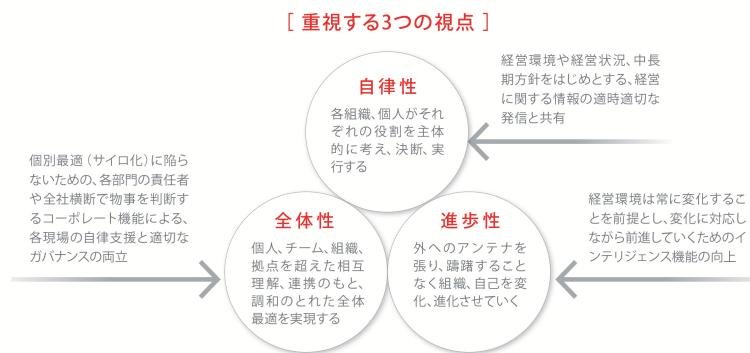 [ 重視する3つの視点 ]
自律性
各組織、個人がそれ
ぞれの役割を主体
的に考え、決断、実
行する
経営環境や経営状況、中長
期方針をはじめとする、経営
に関する情報の適時適切な
発信と共有
個別最適（サイロ化）に陥ら
ないための、各部門の責任者
や全社横断で物事を判断す
るコーポレート機能による、
各現場の自律支援と適切な
ガバナンスの両立
全体性
個人、チーム、組織、
拠点を超えた相互
理解、連携のもと、
調和のとれた全体
最適を実現する
進歩性
外へのアンテナを
張り、躊躇すること
なく組織、自己を変
化、進化させていく
経営環境は常に変化するこ
とを前提とし、変化に対応し
ながら前進していくためのイ
ンテリジェンス機能の向上